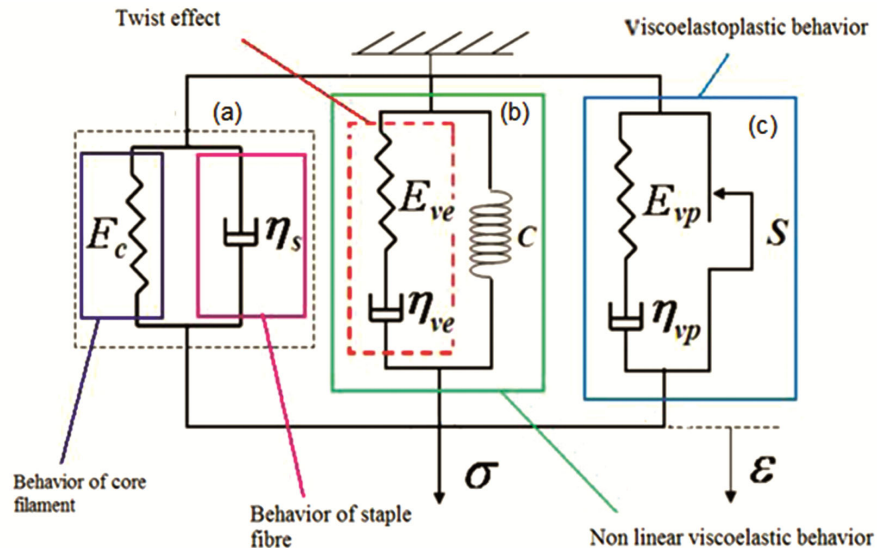 Twist effect
Viscoelastoplastic behavior
(a)
(b)
(c)
E_c
η_s
E_ve
η_ve
C
E_vp
η_vp
S
σ
ε
Behavior of core
filament
Behavior of staple
fibre
Non linear viscoelastic behavior